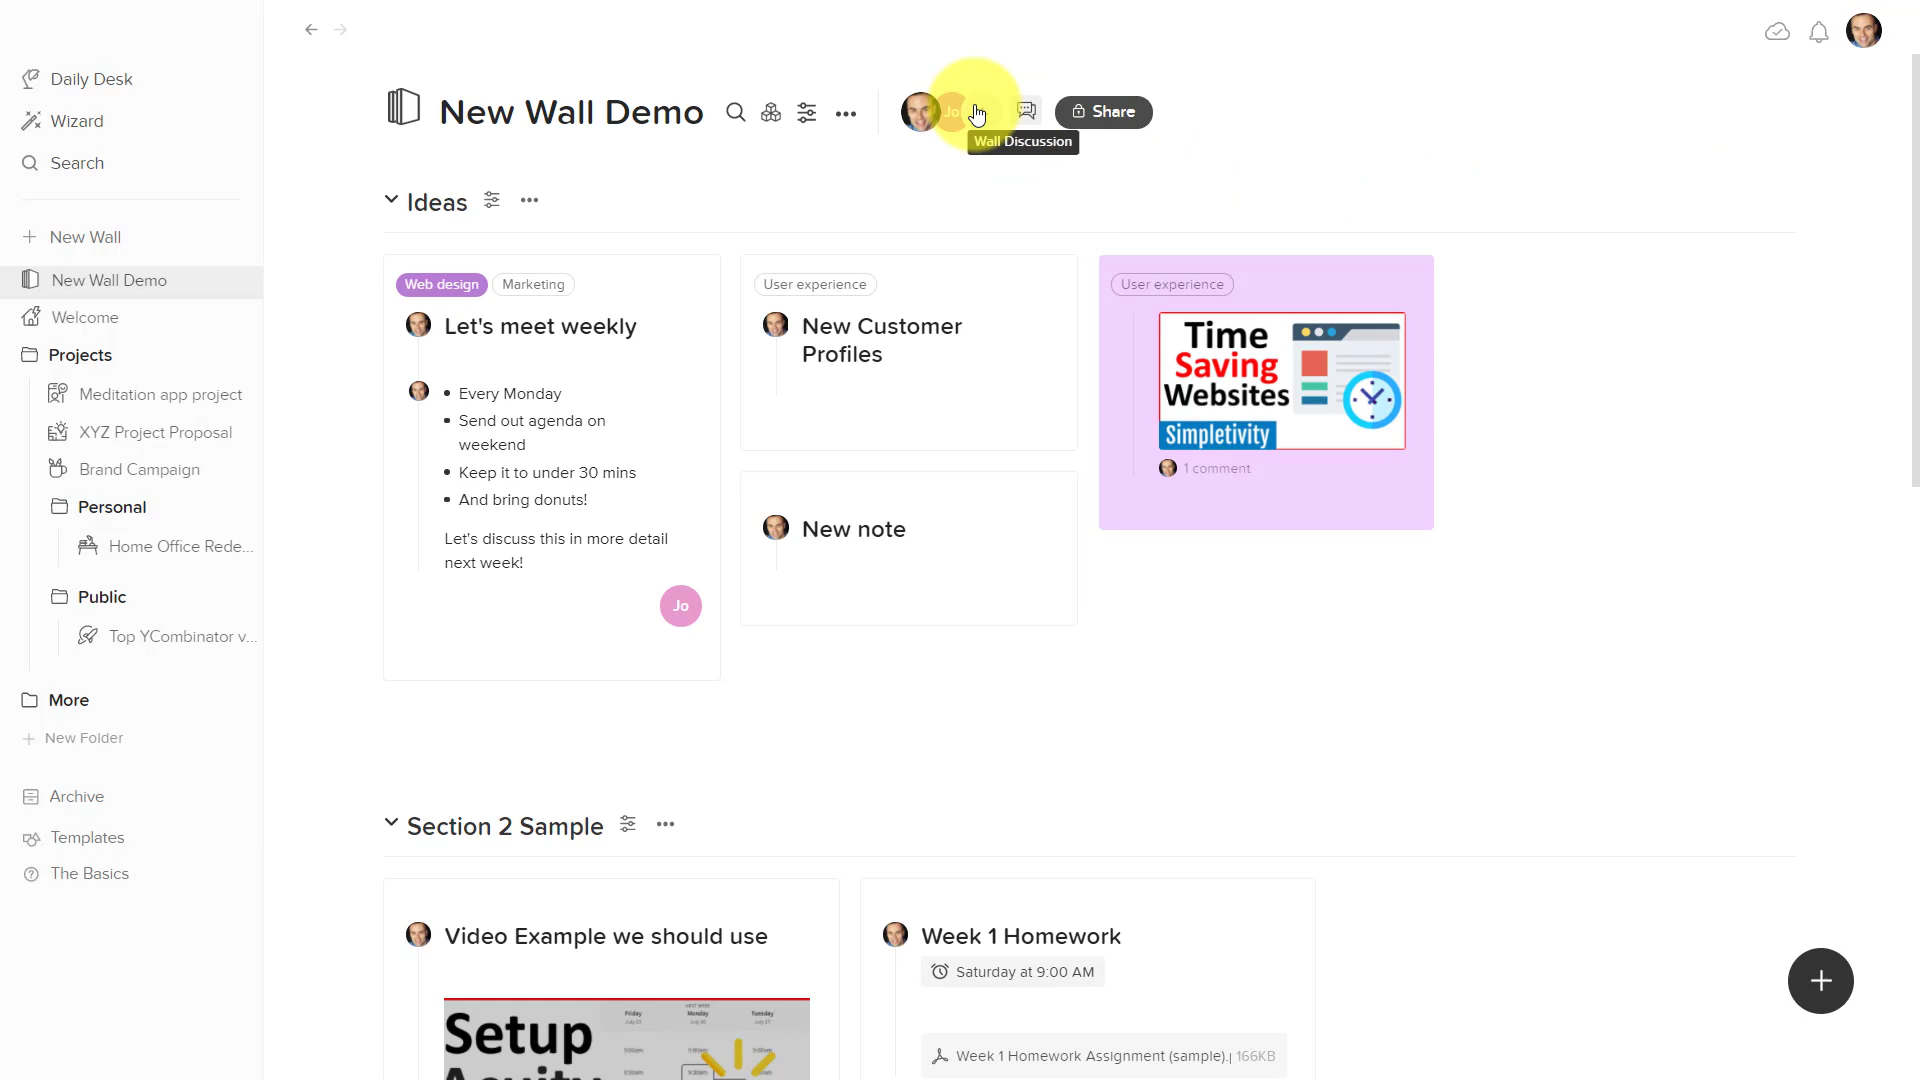 Daily Desk
Wizard
Search
New Wall
New Wall Demo
Welcome
Projects
Meditation app project
XYZ Project Proposal
Brand Campaign
Personal
Home Office Rede...
Public
Top YCombinator v...
More
New Folder
Archive
Templates
The Basics
New Wall Demo
Jo
Share
Wall Discussion
Ideas
Web design
Marketing
Let's meet weekly
Every Monday
Send out agenda on
weekend
Keep it to under 30 mins
And bring donuts!
Let's discuss this in more detail
next week!
Jo
User experience
New Customer
Profiles
New note
User experience
Time
Saving
Websites
Simpletivity
1 comment
Section 2 Sample
Video Example we should use
Setup
Friday
Monday
Tuesday
Week 1 Homework
Saturday at 9:00 AM
Week 1 Homework Assignment (sample).p 166KB